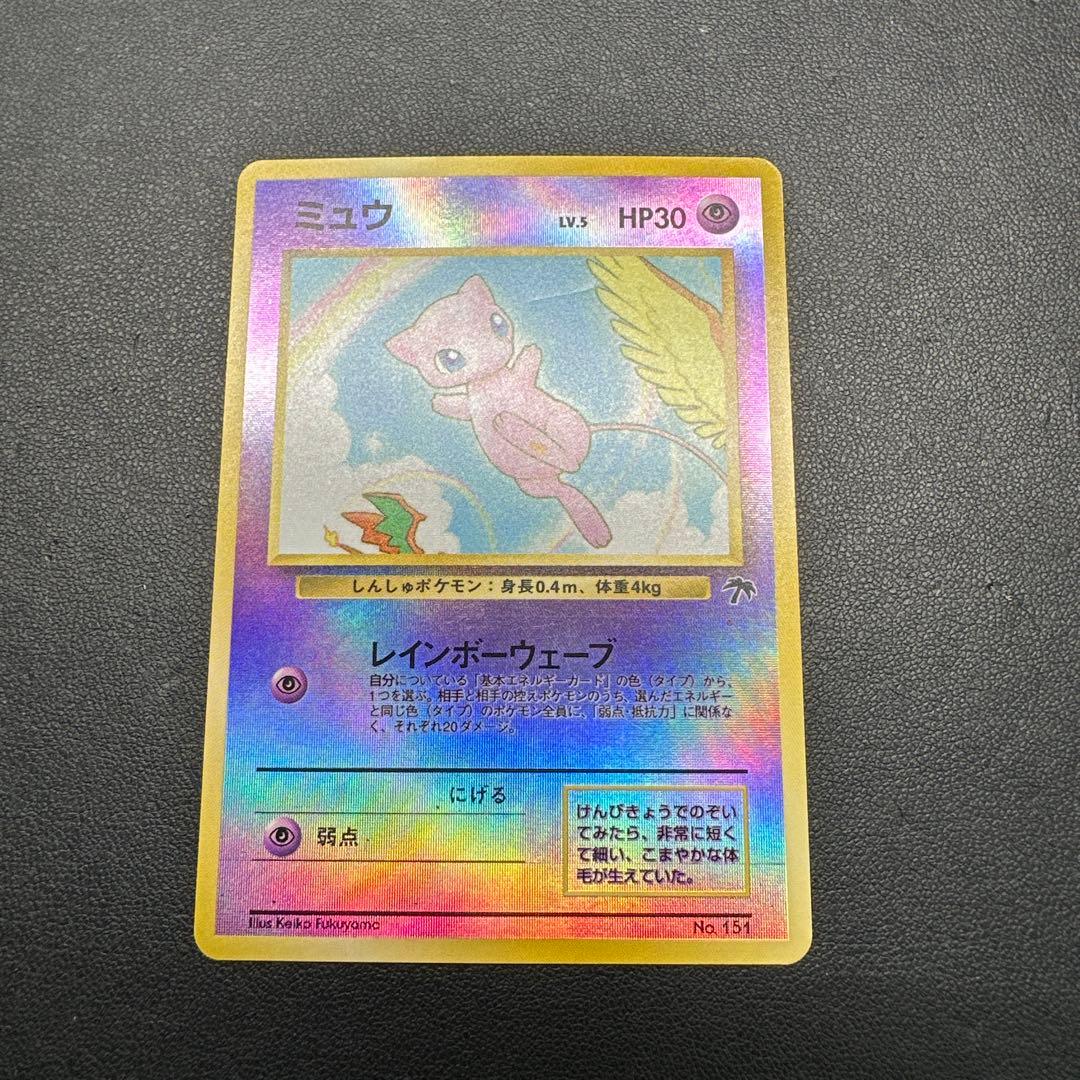 ミュウ LV.5 HP30
しんしゅポケモン：身長0.4m、体重4kg
レインボーウェーブ
自分についている「基本エネルギーカード」の色（タイプ）から、
1つを選ぶ。相手と相手の控えポケモンのうち、選んだエネルギー
と同じ色（タイプ）のポケモン全員に、「弱点・抵抗力」に関係な
く、それぞれ20ダメージ。
にげる
弱点
けんびきょうでのぞい
てみたら、非常に短く
て細い、こまやかな体
毛が生えていた。
Illus Keiko Fukuyama
No. 151